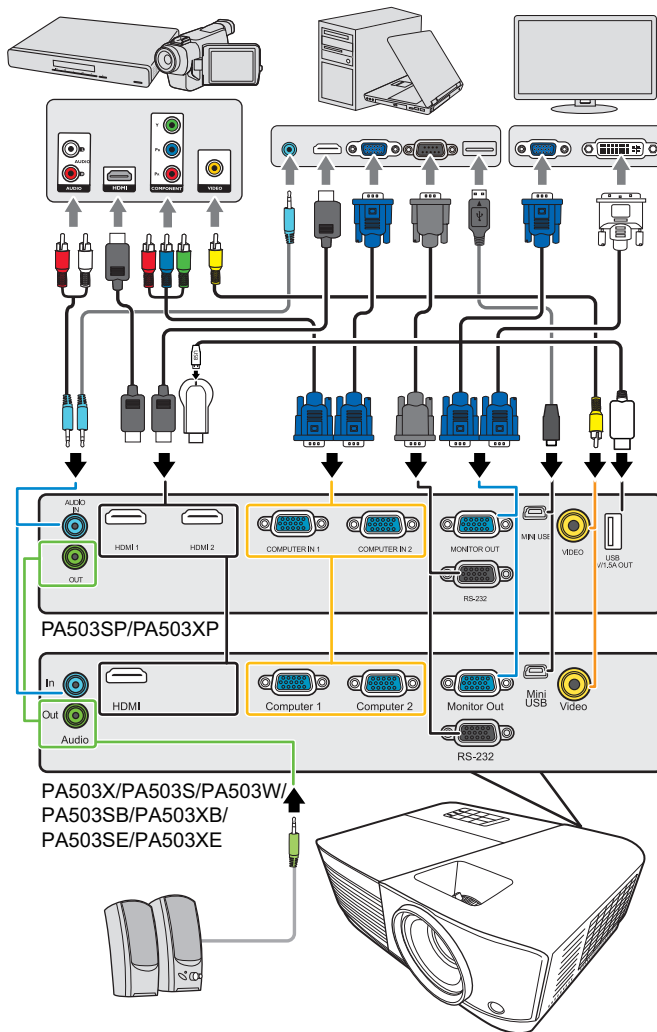 Y
AUDIO
PB
PR
AUDIO
HDMI
COMPONENT
VIDEO
USB
AUDIO
IN
OUT
HDMI 1
HDMI 2
COMPUTER IN 1
COMPUTER IN 2
MONITOR OUT
RS-232
MINI USB
VIDEO
USB
/1.5A OUT
PA503SP/PA503XP
In
Out
Audio
HDMI
Computer 1
Computer 2
Monitor Out
RS-232
Mini
USB
Video
PA503X/PA503S/PA503W/
PA503SB/PA503XB/
PA503SE/PA503XE